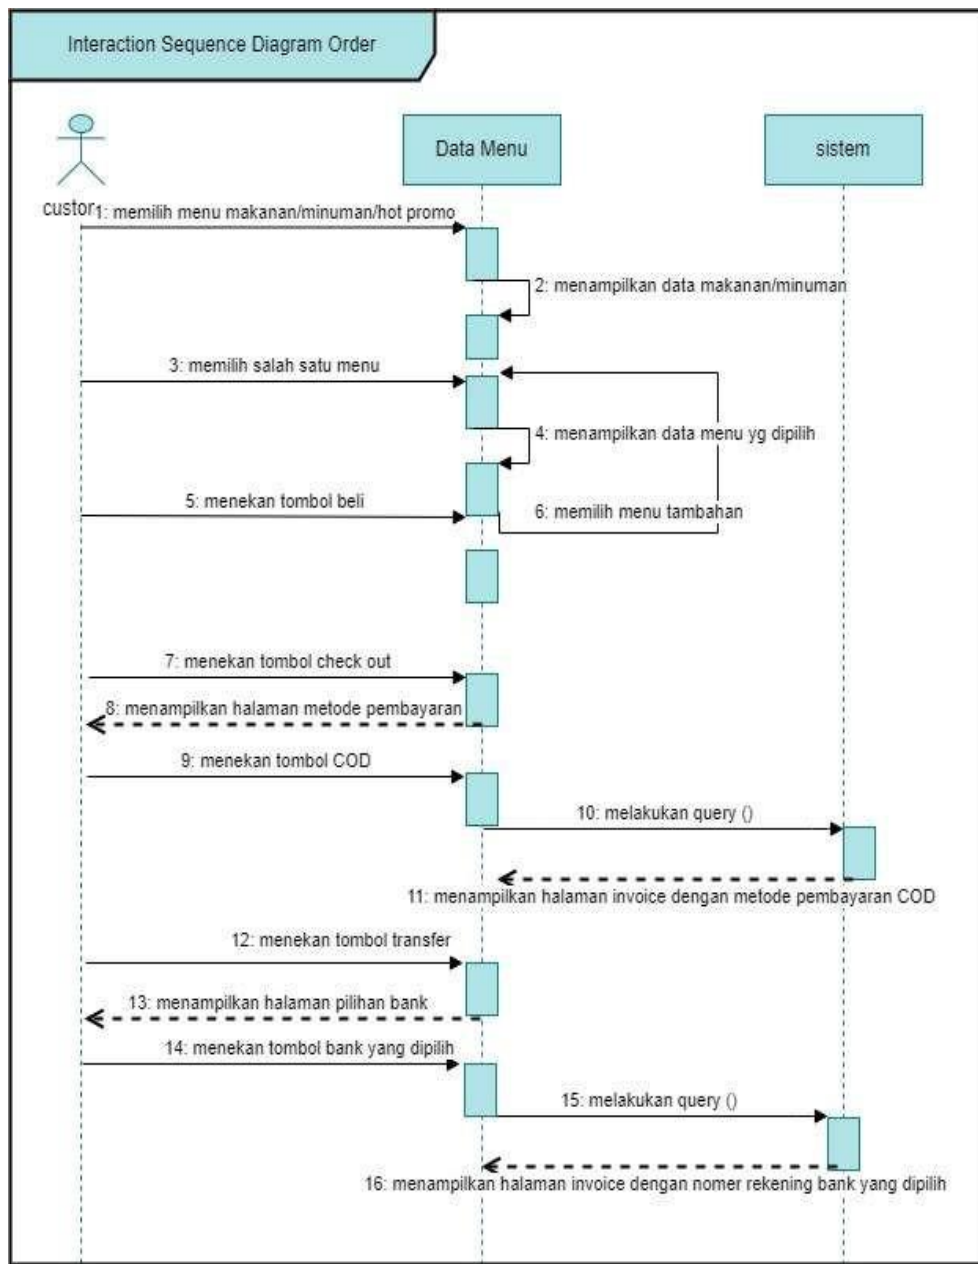 Interaction Sequence Diagram Order
Data Menu
sistem
custor
1: memilih menu makanan/minuman/hot promo
2: menampilkan data makanan/minuman
3: memilih salah satu menu
4: menampilkan data menu yg dipilih
5: menekan tombol beli
6: memilih menu tambahan
7: menekan tombol check out
8: menampilkan halaman metode pembayaran
9: menekan tombol COD
10: melakukan query ()
11: menampilkan halaman invoice dengan metode pembayaran COD
12: menekan tombol transfer
13: menampilkan halaman pilihan bank
14: menekan tombol bank yang dipilih
15: melakukan query ()
16: menampilkan halaman invoice dengan nomer rekening bank yang dipilih